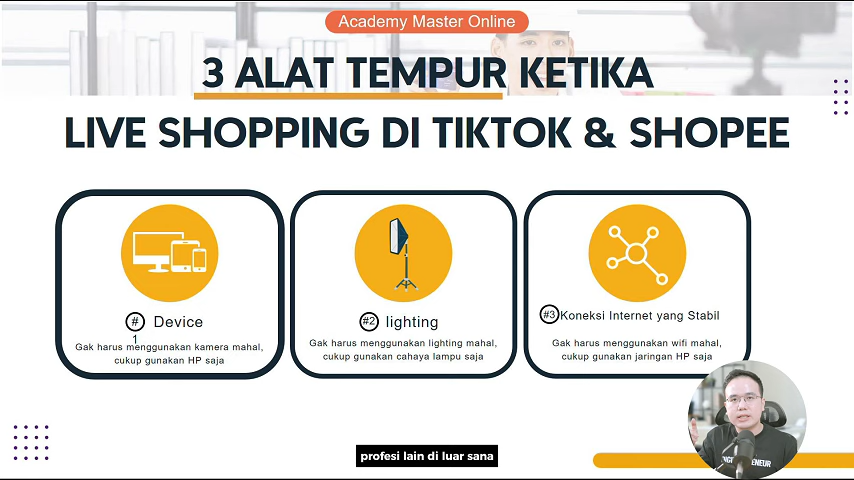 Academy Master Online
3 ALAT TEMPUR KETIKA
LIVE SHOPPING DI TIKTOK & SHOPEE
#1 Device
Gak harus menggunakan kamera mahal,
cukup gunakan HP saja
#2 lighting
Gak harus menggunakan lighting mahal,
cukup gunakan cahaya lampu saja
#3 Koneksi Internet yang Stabil
Gak harus menggunakan wifi mahal,
cukup gunakan jaringan HP saja
profesi lain di luar sana